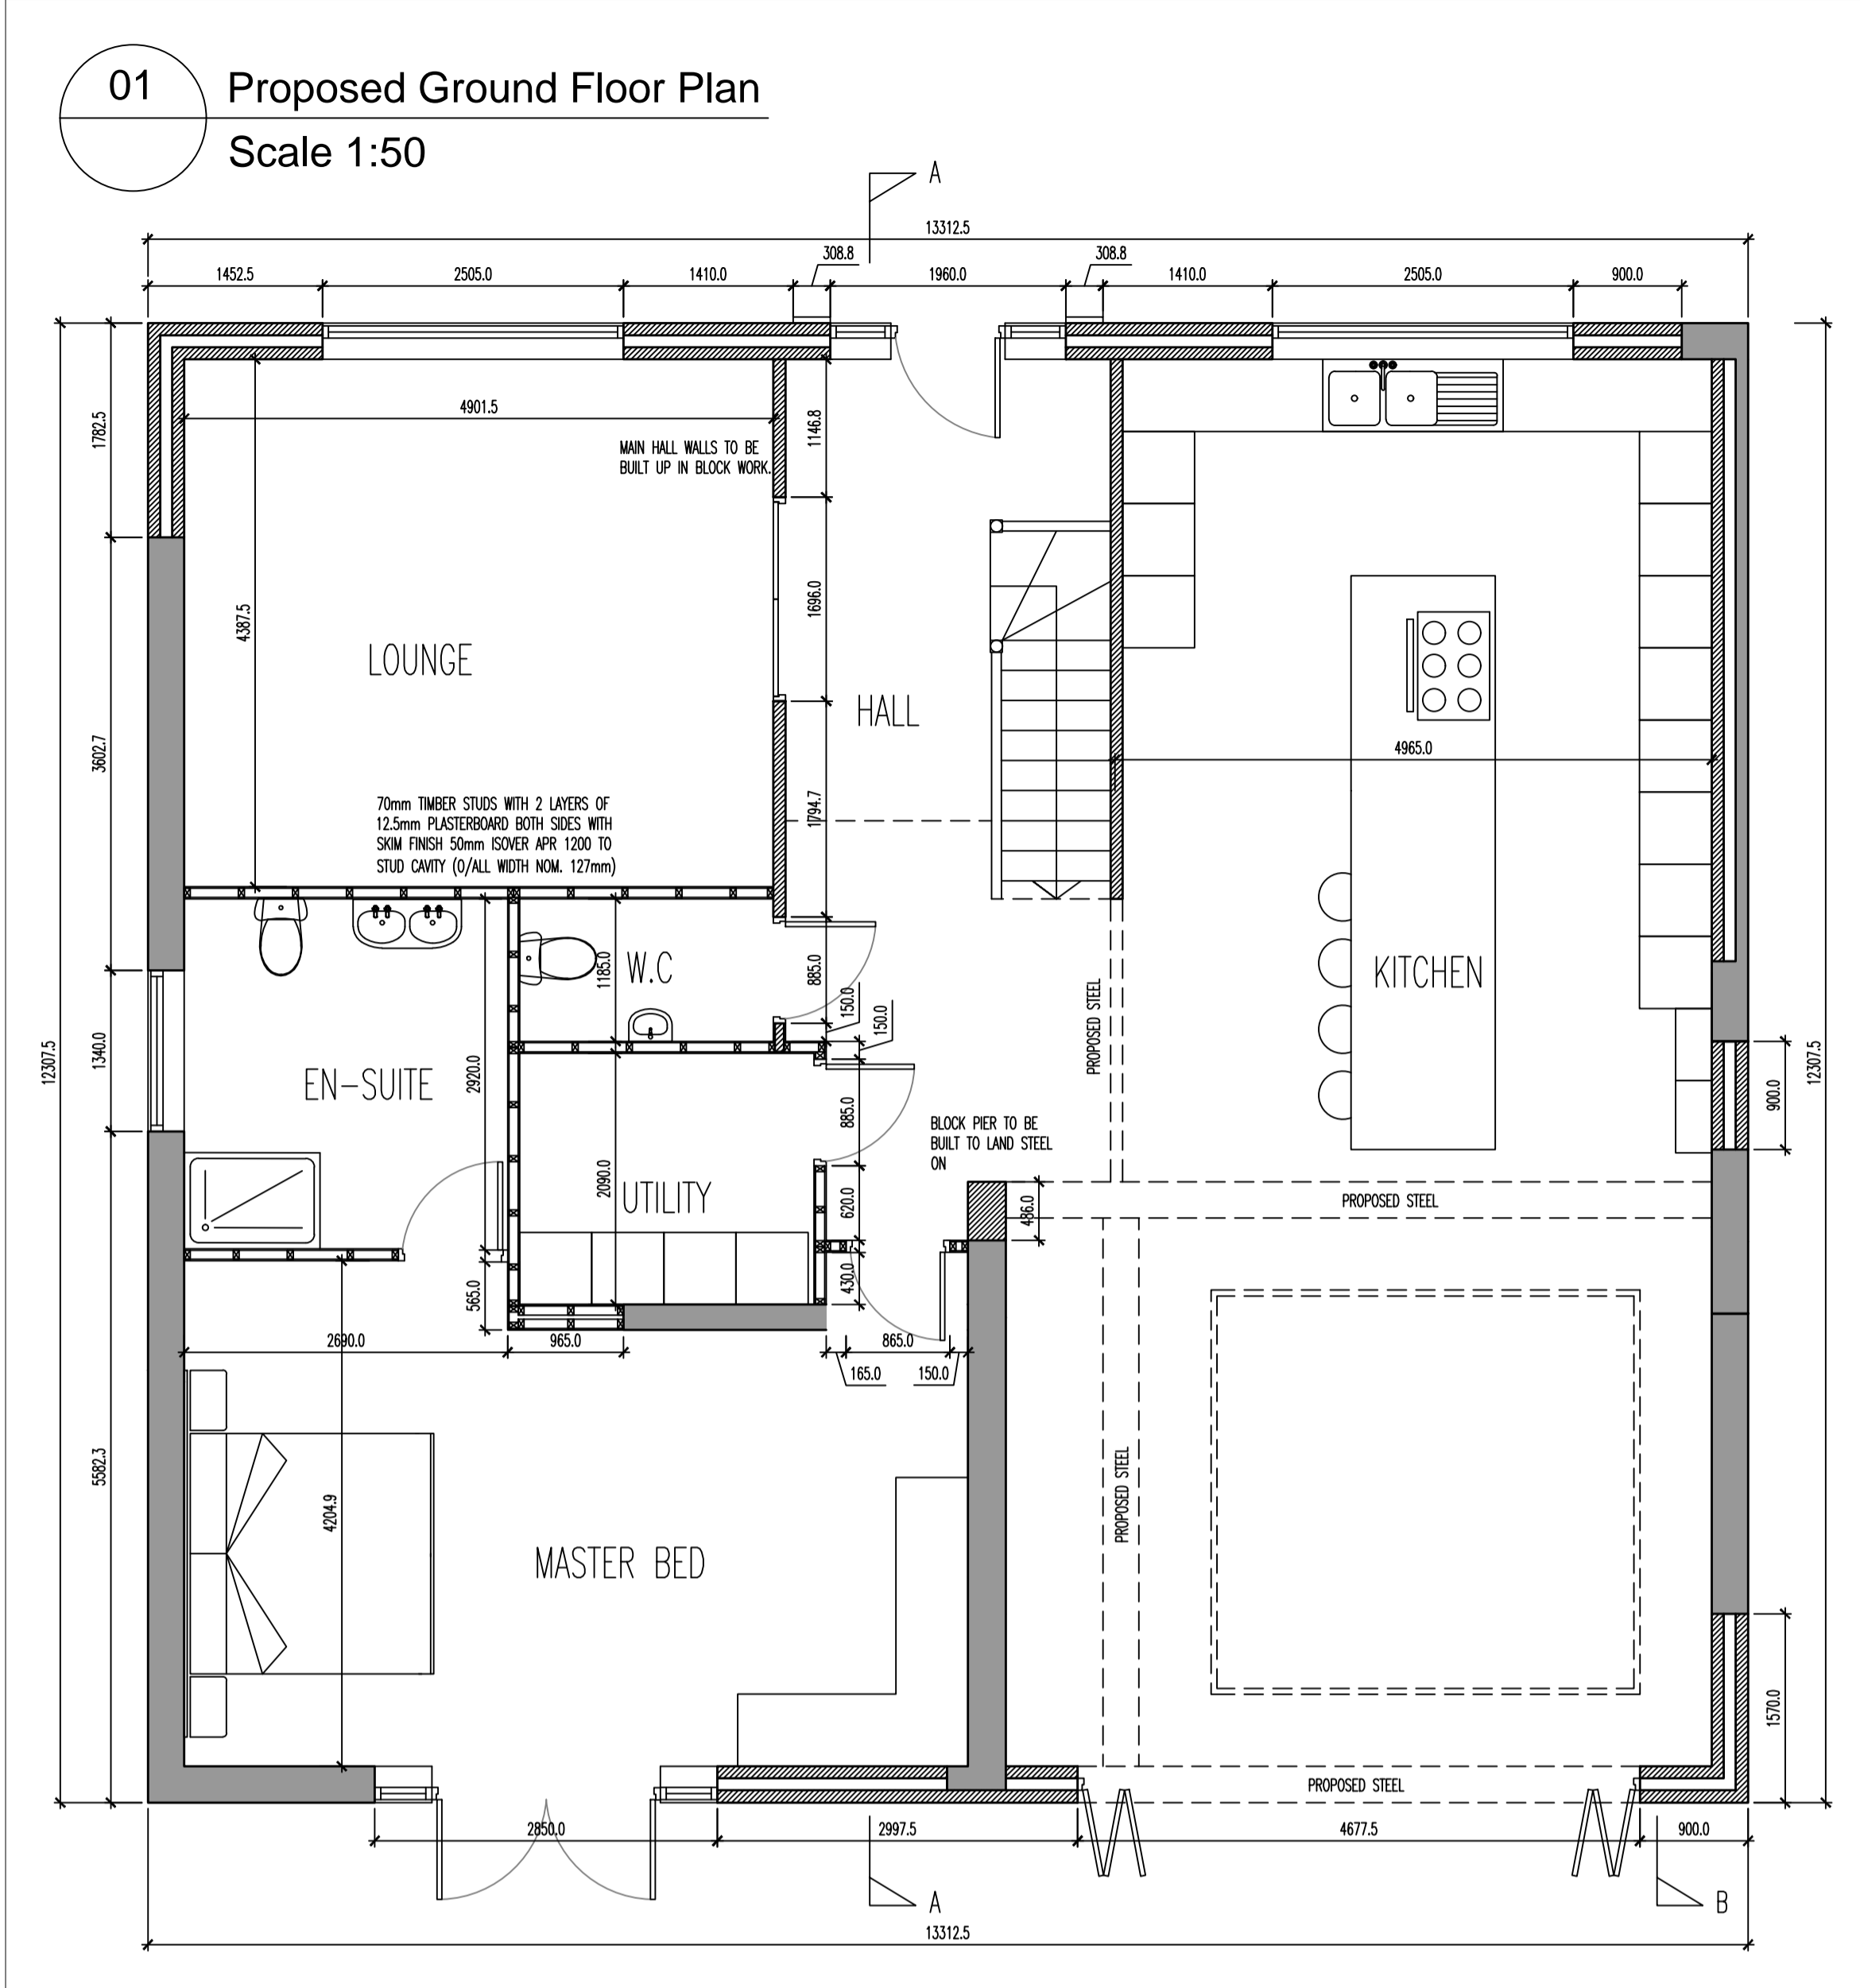 01
Proposed Ground Floor Plan
Scale 1:50
A
13312.5
308.8
308.8
1452.5
2505.0
1410.0
1960.0
1410.0
2505.0
900.0
4901.5
MAIN HALL WALLS TO BE
BUILT UP IN BLOCK WORK.
1782.5
1146.8
4387.5
1696.0
LOUNGE
HALL
3602.7
4965.0
70mm TIMBER STUDS WITH 2 LAYERS OF
12.5mm PLASTERBOARD BOTH SIDES WITH
SKIM FINISH 50mm ISOVER APR 1200 TO
STUD CAVITY (O/ALL WIDTH NOM. 127mm)
1794.7
W.C
1185.0
885.0
150.0
150.0
KITCHEN
PROPOSED STEEL
12307.5
1340.0
EN-SUITE
2920.0
12307.5
900.0
885.0
BLOCK PIER TO BE
BUILT TO LAND STEEL
ON
2090.0
UTILITY
620.0
486.0
PROPOSED STEEL
565.0
430.0
2690.0
965.0
865.0
165.0
150.0
5582.3
4204.9
PROPOSED STEEL
MASTER BED
1570.0
PROPOSED STEEL
2850.0
2997.5
4677.5
900.0
A
B
13312.5